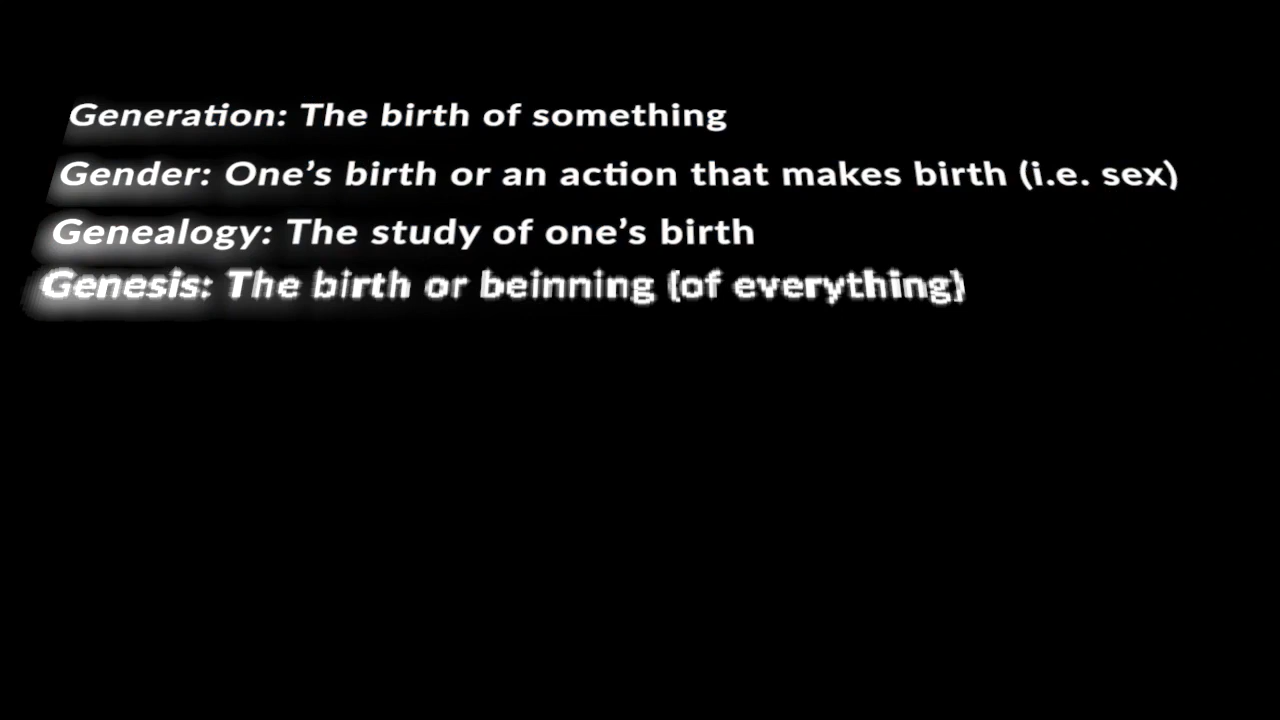 Generation: The birth of something
Gender: One’s birth or an action that makes birth (i.e. sex)
Genealogy: The study of one’s birth
Genesis: The birth or beinning (of everything)